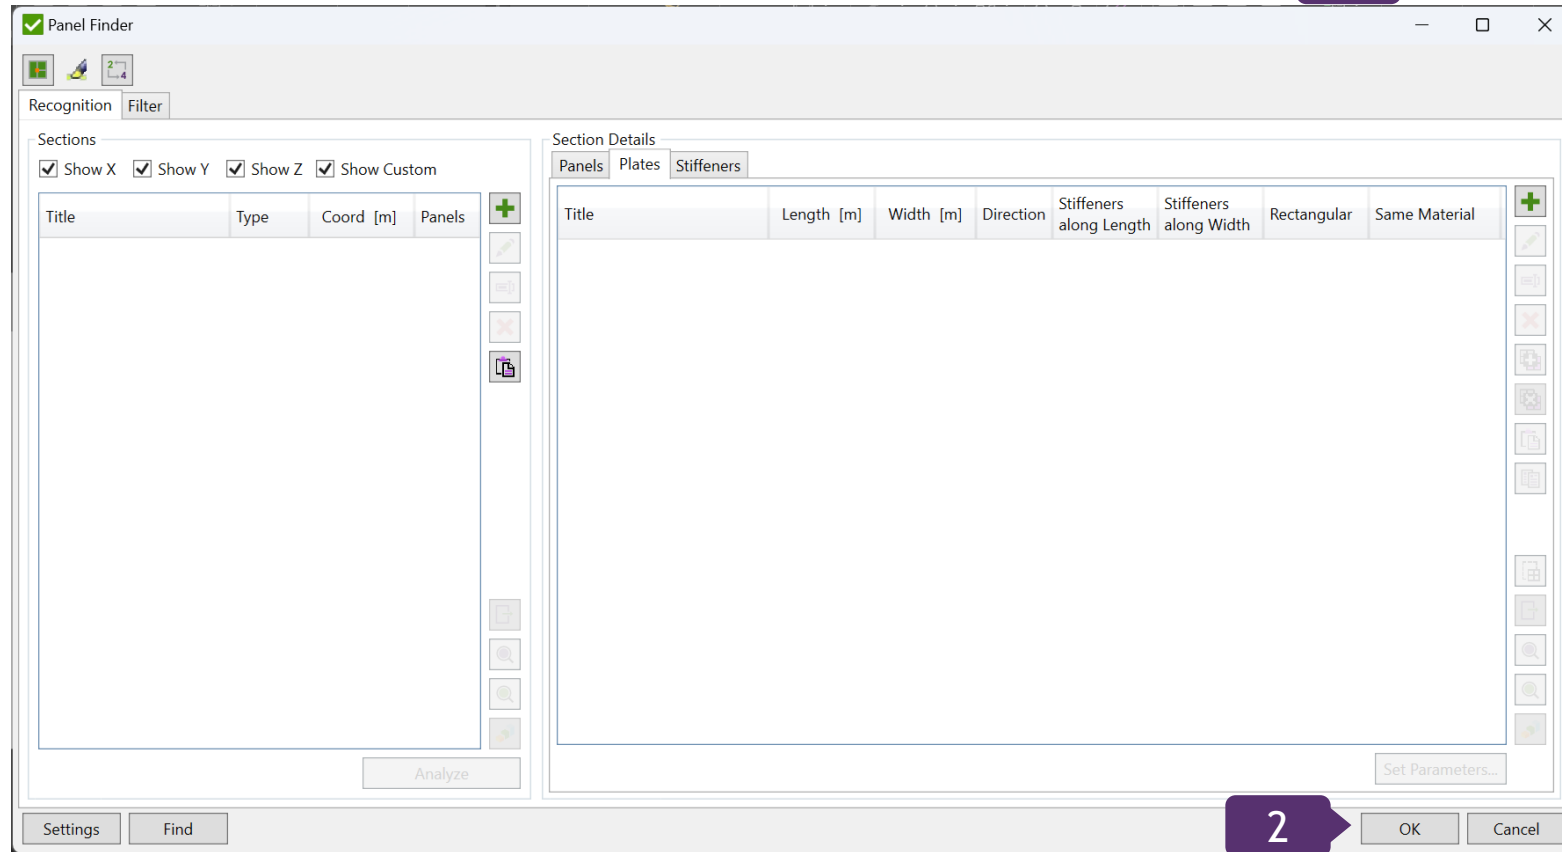 Panel Finder
Recognition Filter
Sections
Show X Show Y Show Z Show Custom
Title Type Coord [m] Panels
Analyze
Section Details
Panels Plates Stiffeners
Title Length [m] Width [m] Direction Stiffeners along Length Stiffeners along Width Rectangular Same Material
Set Parameters...
Settings Find 2 OK Cancel